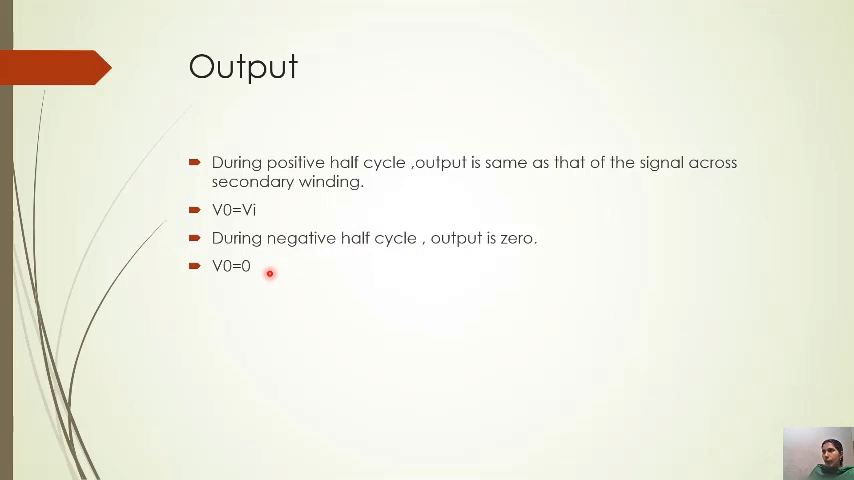 Output
During positive half cycle ,output is same as that of the signal across
secondary winding.
V0=Vi
During negative half cycle , output is zero.
V0=0